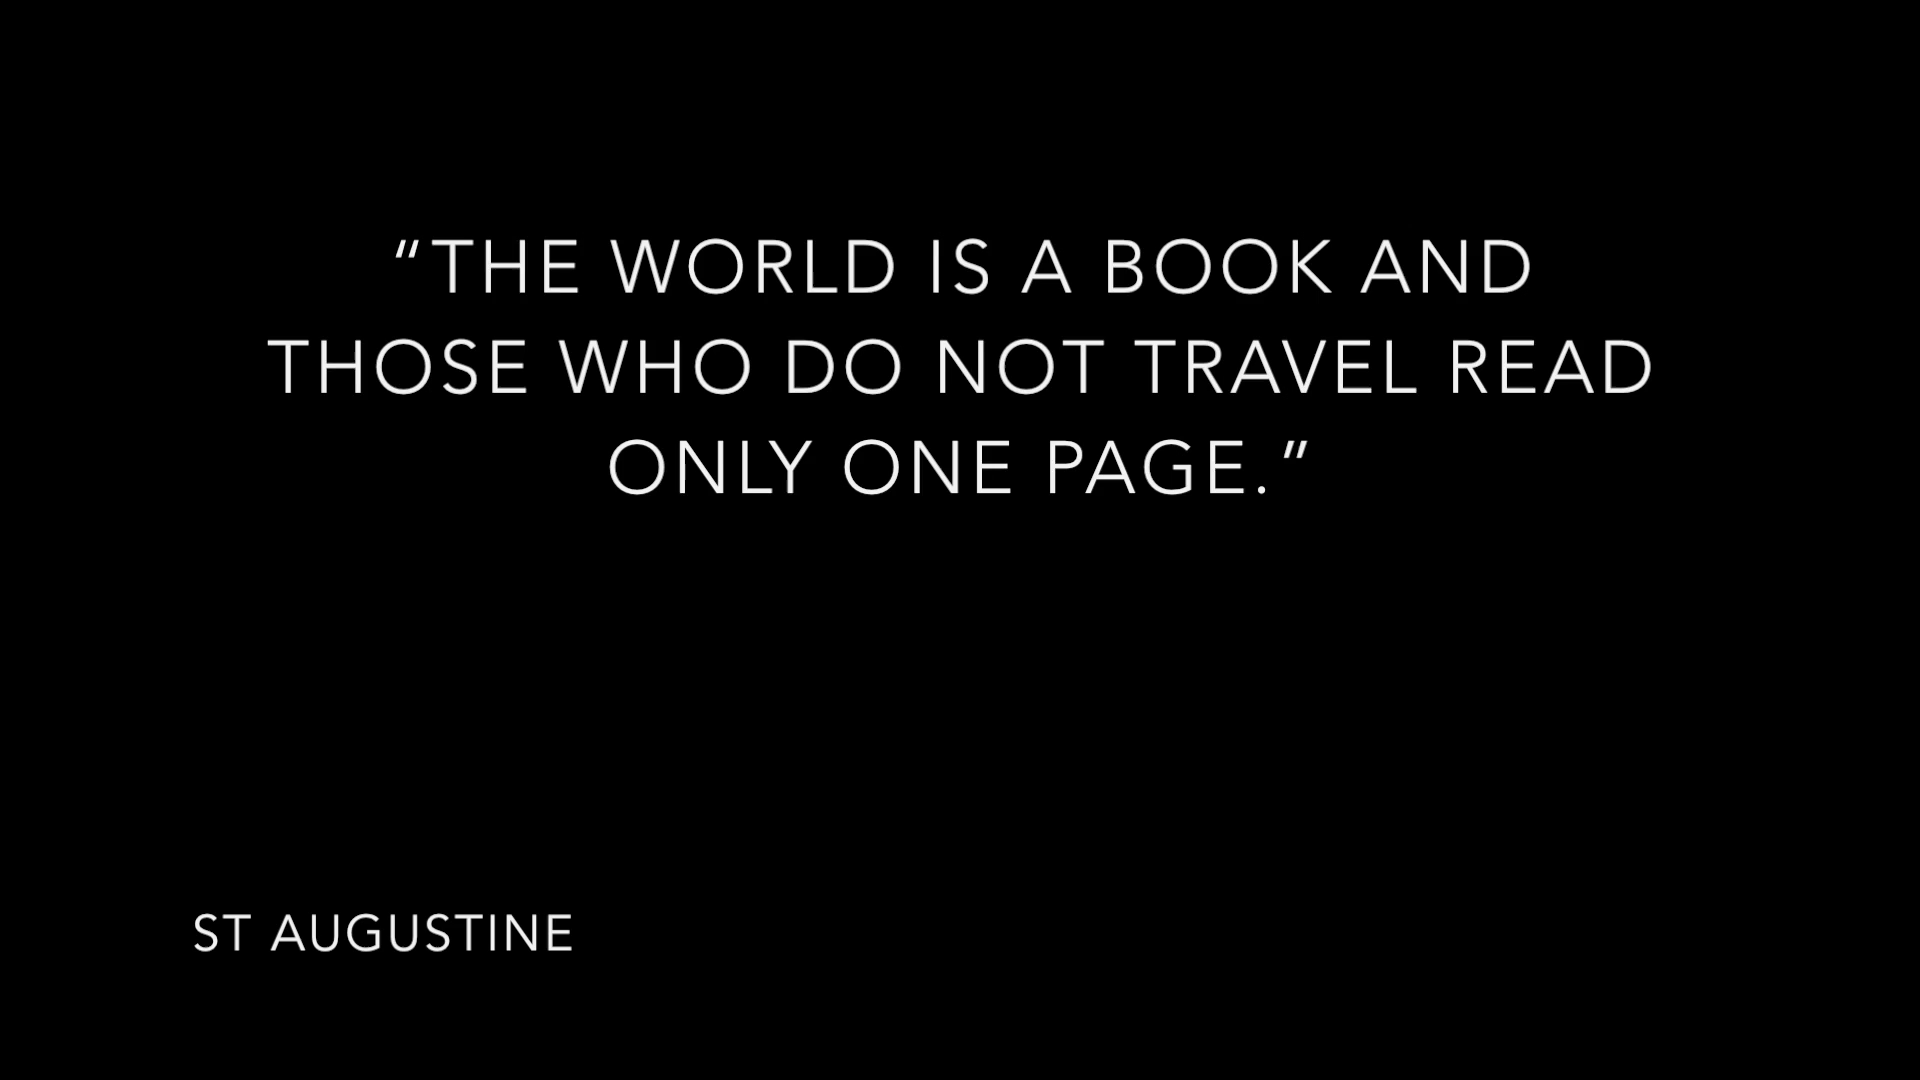 “THE WORLD IS A BOOK AND
THOSE WHO DO NOT TRAVEL READ
ONLY ONE PAGE.”
ST AUGUSTINE